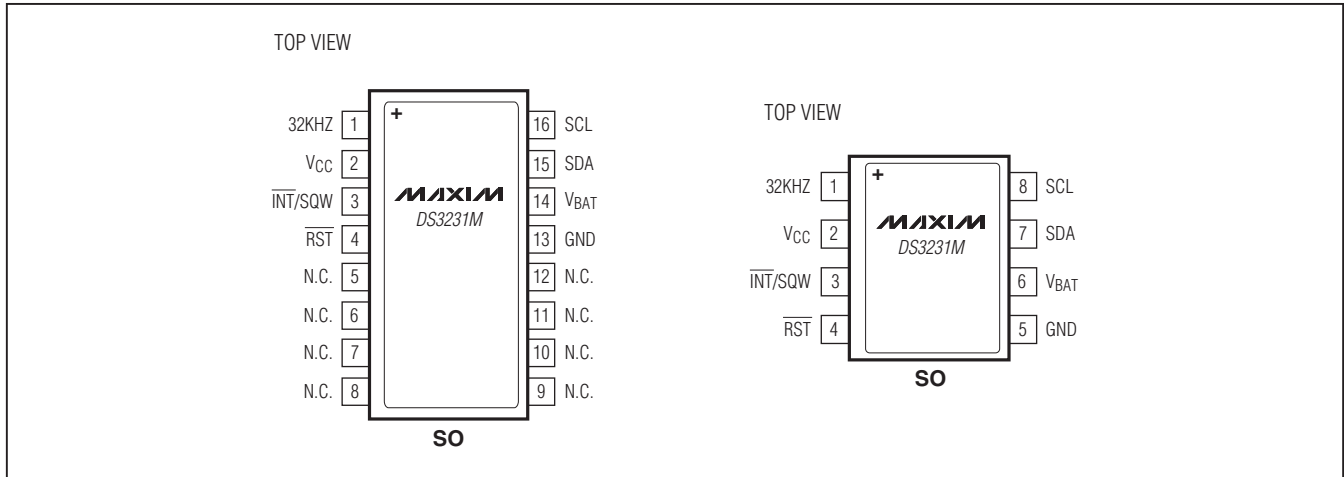 TOP VIEW
32KHZ 1
VCC 2
INT/SQW 3
RST 4
N.C. 5
N.C. 6
N.C. 7
N.C. 8
+
MAXIM
DS3231M
16 SCL
15 SDA
14 VBAT
13 GND
12 N.C.
11 N.C.
10 N.C.
9 N.C.
SO
TOP VIEW
32KHZ 1
VCC 2
INT/SQW 3
RST 4
+
MAXIM
DS3231M
8 SCL
7 SDA
6 VBAT
5 GND
SO